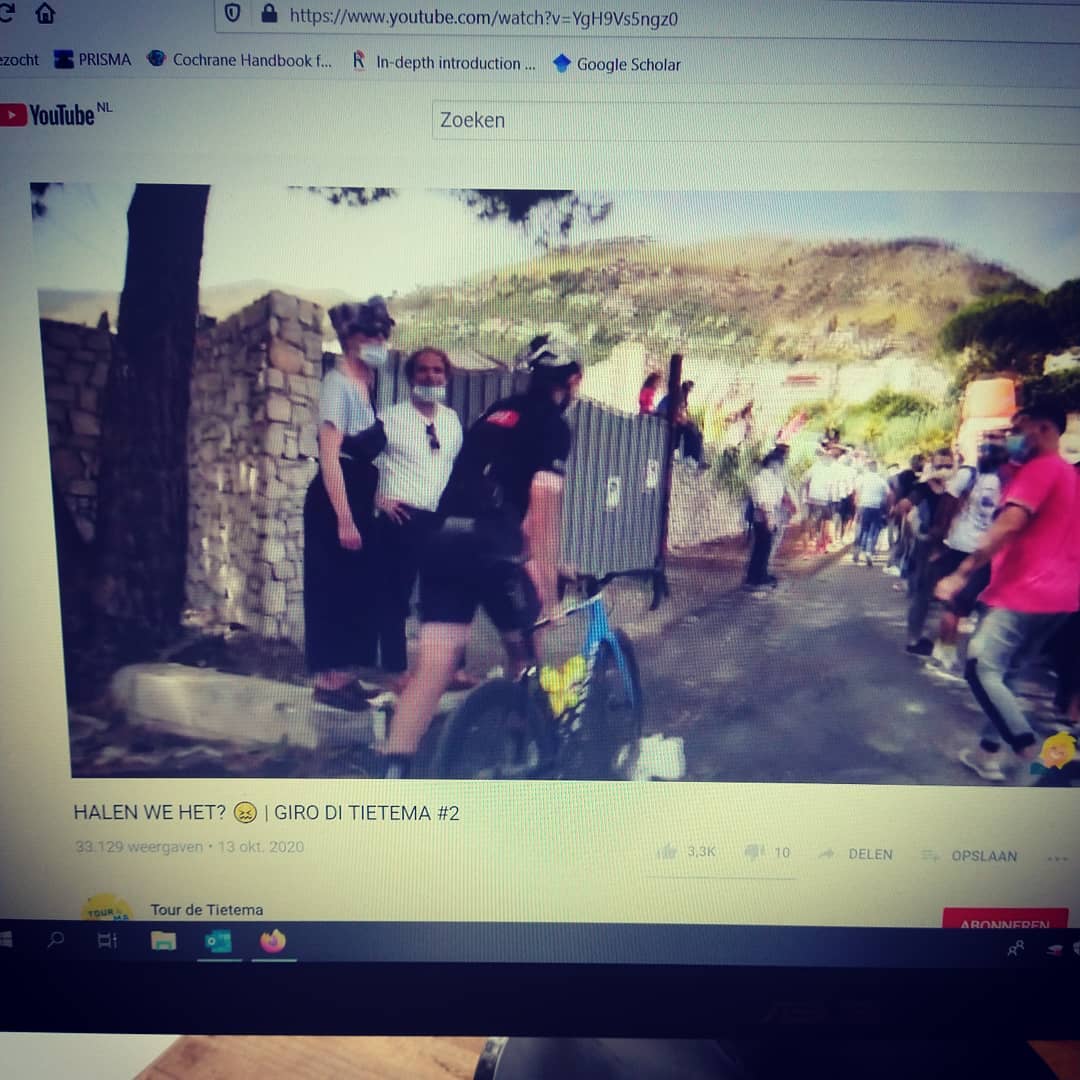 https://www.youtube.com/watch?v=YgH9Vs5ngz0
ezocht PRISMA Cochrane Handbook f... R In-depth introduction ... Google Scholar
YouTube NL
Zoeken
HALEN WE HET? 😖 | GIRO DI TIETEMA #2
33.129 weergaven • 13 okt. 2020
3,3K 10 DELEN OPSLAAN ...
TOUR
MA
Tour de Tietema
ABONNEREN